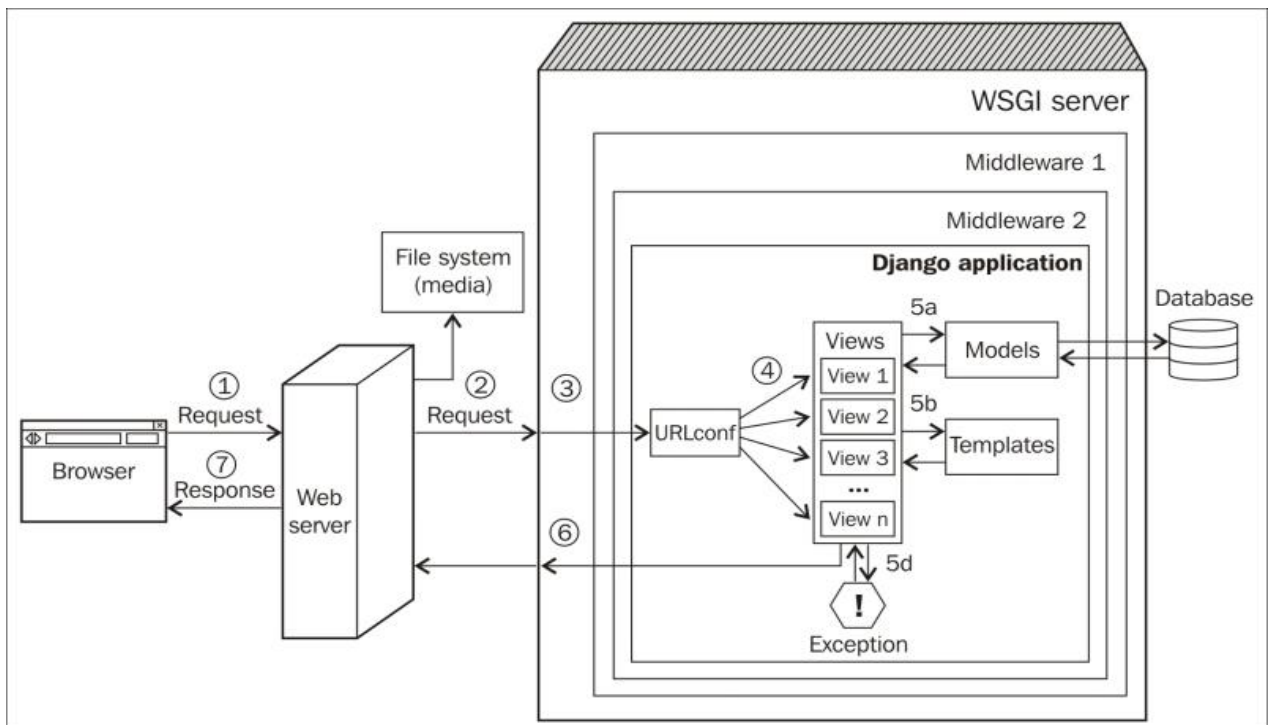 WSGI server
Middleware 1
Middleware 2
Django application
File system
(media)
Database
5a
Views
Models
①
②
③
④
View 1
Request
Request
5b
View 2
URLconf
Templates
Browser
View 3
⑦
Response
...
Web
server
View n
⑥
5d
!
Exception